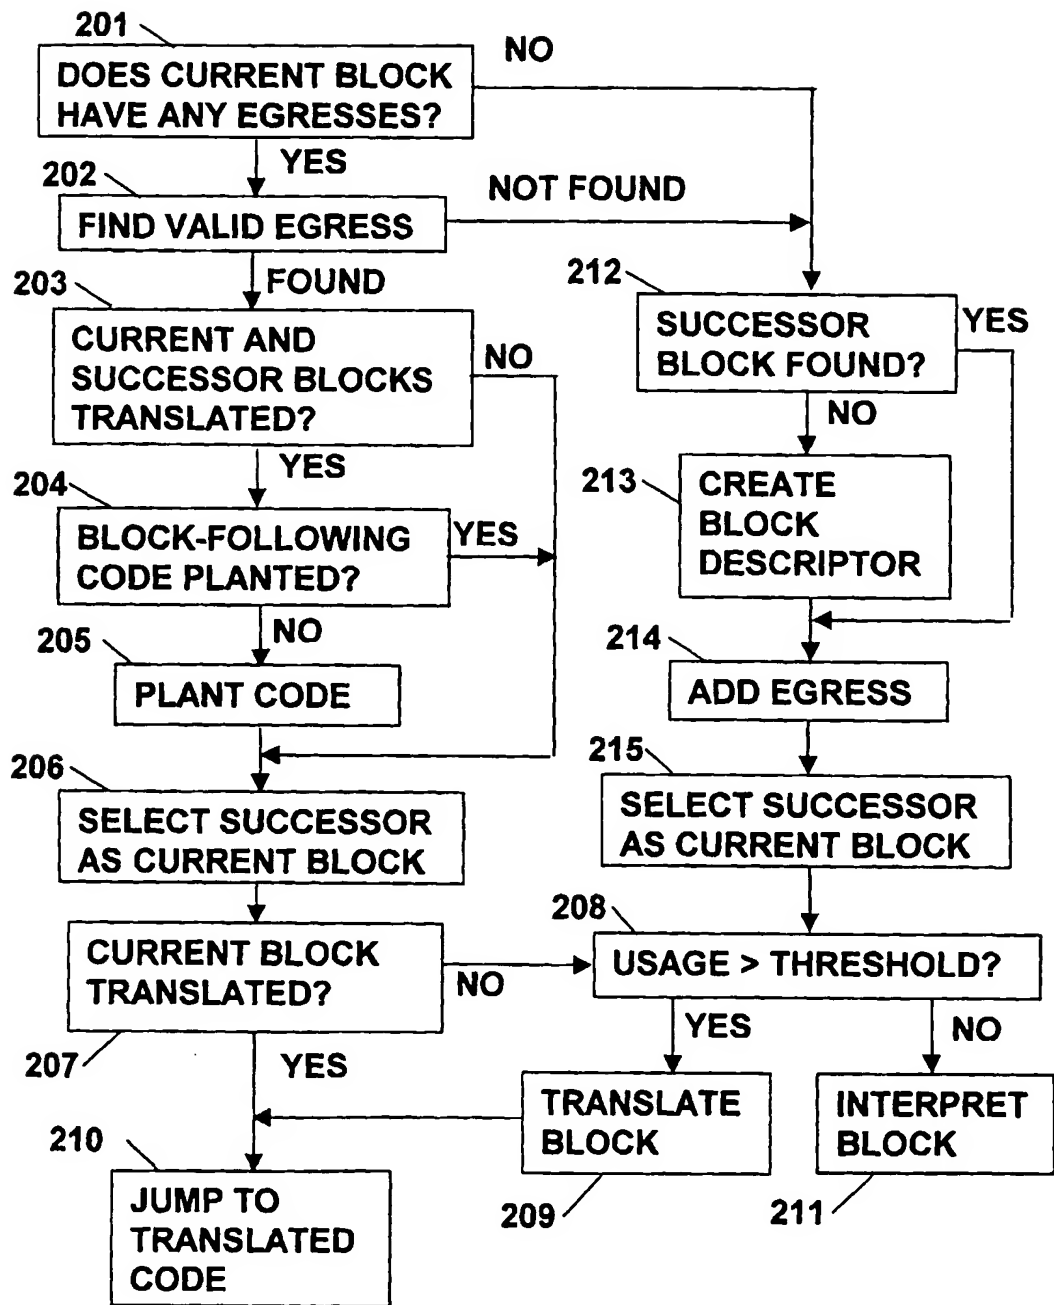 201
DOES CURRENT BLOCK
HAVE ANY EGRESSES?
NO
YES
202
FIND VALID EGRESS
NOT FOUND
FOUND
203
CURRENT AND
SUCCESSOR BLOCKS
TRANSLATED?
NO
YES
204
BLOCK-FOLLOWING
CODE PLANTED?
YES
NO
205
PLANT CODE
206
SELECT SUCCESSOR
AS CURRENT BLOCK
CURRENT BLOCK
TRANSLATED?
NO
207
YES
210
JUMP TO
TRANSLATED
CODE
212
SUCCESSOR
BLOCK FOUND?
YES
NO
213
CREATE
BLOCK
DESCRIPTOR
214
ADD EGRESS
215
SELECT SUCCESSOR
AS CURRENT BLOCK
208
USAGE > THRESHOLD?
YES
NO
TRANSLATE
BLOCK
209
INTERPRET
BLOCK
211